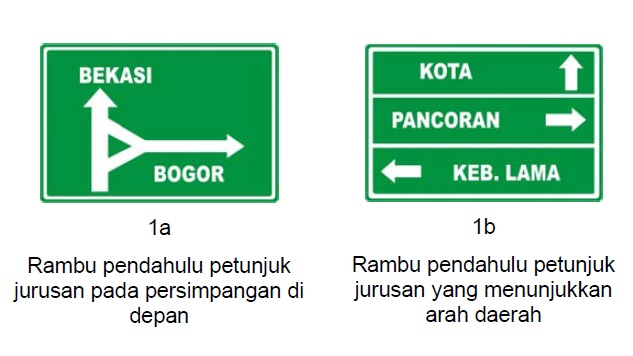 BEKASI
BOGOR
1a
Rambu pendahulu petunjuk
jurusan pada persimpangan di
depan
KOTA
PANCORAN
KEB. LAMA
1b
Rambu pendahulu petunjuk
jurusan yang menunjukkan
arah daerah